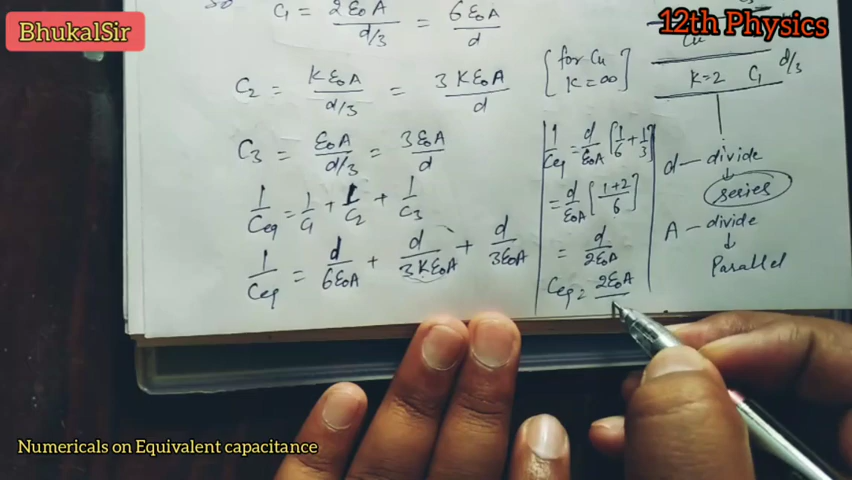 BhukalSir
12th Physics
C1 = 2ε0A / d/3 = 6ε0A / d
C2 = Kε0A / d/3 = 3Kε0A / d
[for Cu K = ∞]
C3 = ε0A / d/3 = 3ε0A / d
1/Ceq = 1/C1 + 1/C2 + 1/C3
1/Ceq = d/6ε0A + d/3Kε0A + d/3ε0A
1/Ceq = d/ε0A [1/6 + 1/3]
= d/ε0A [1+2/6]
= d/2ε0A
Ceq = 2ε0A
Cu
K=2 C1 d/3
d — divide
↓
series
A — divide
↓
Parallel
Numericals on Equivalent capacitance